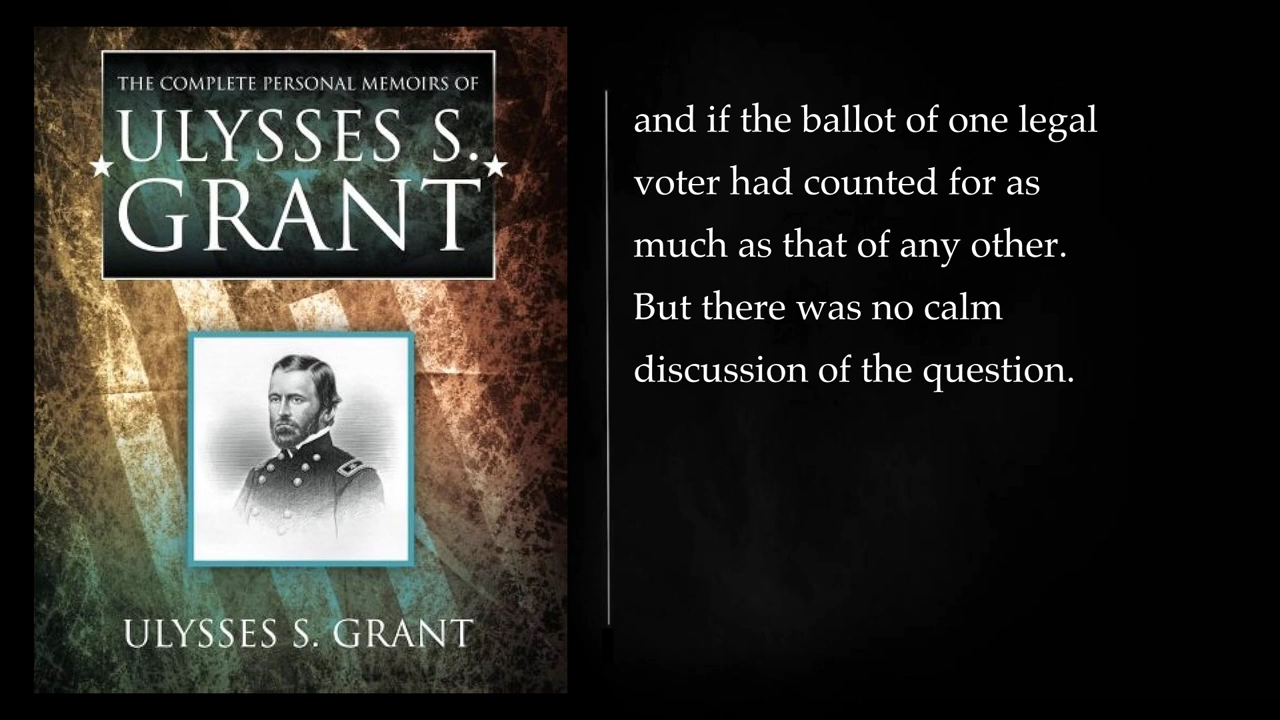 THE COMPLETE PERSONAL MEMOIRS OF
ULYSSES S.
GRANT
ULYSSES S. GRANT
and if the ballot of one legal
voter had counted for as
much as that of any other.
But there was no calm
discussion of the question.